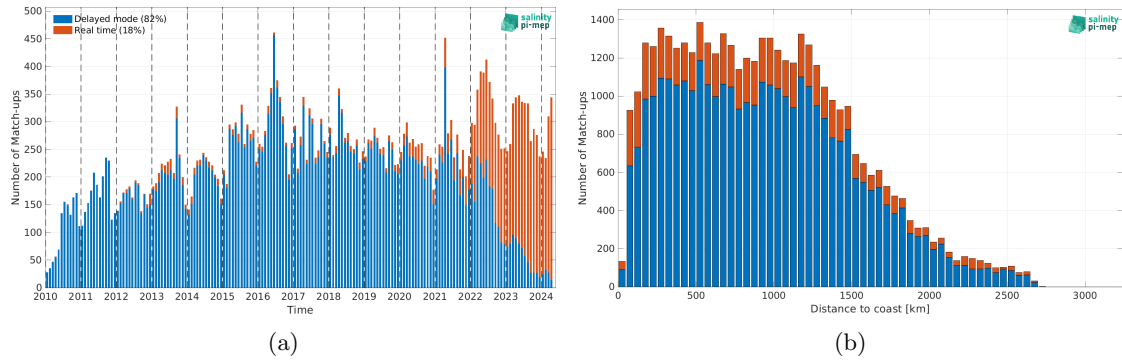 Delayed mode (82%)
Real time (18%)
salinity
pi-mep
Number of Match-ups
500
450
400
350
300
250
200
150
100
50
0
2010 2011 2012 2013 2014 2015 2016 2017 2018 2019 2020 2021 2022 2023 2024
Time
(a)
salinity
pi-mep
Number of Match-ups
1400
1200
1000
800
600
400
200
0
0 500 1000 1500 2000 2500 3000
Distance to coast [km]
(b)